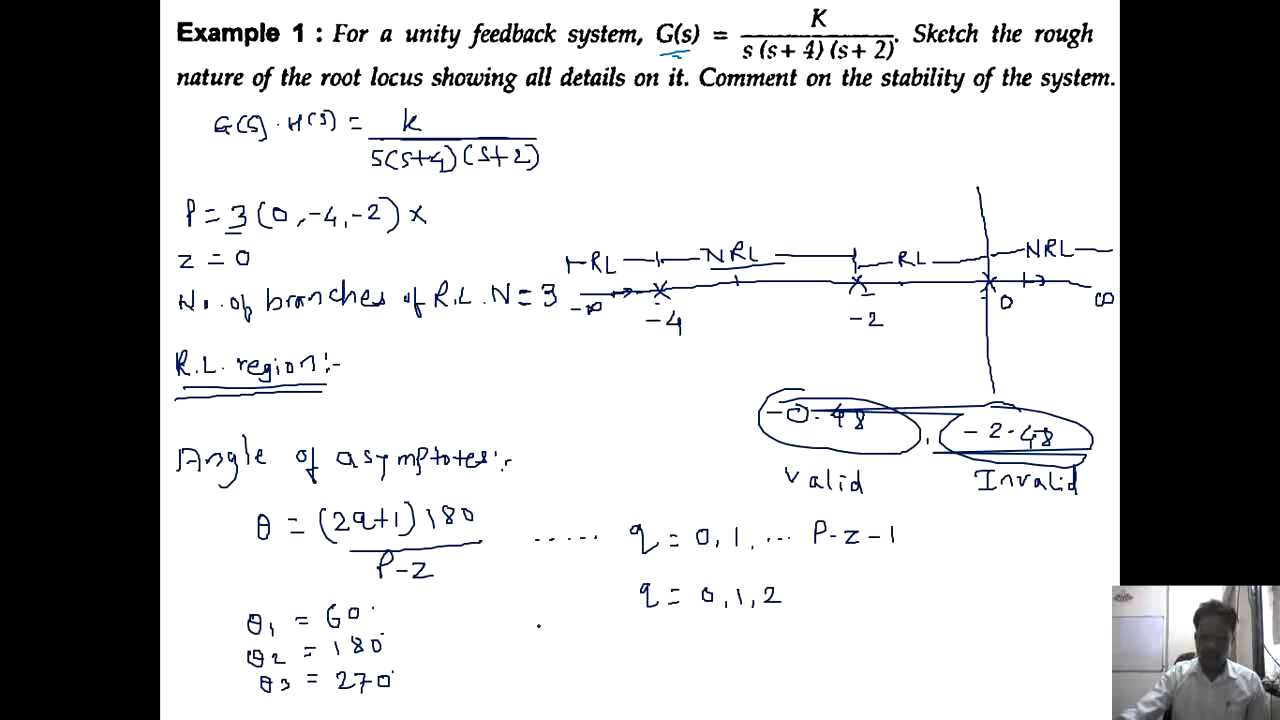 Example 1 : For a unity feedback system, G(s) = K / s (s + 4) (s + 2) . Sketch the rough
nature of the root locus showing all details on it. Comment on the stability of the system.
G(s) · H(s) = k / s(s+4)(s+2)
P = 3 (0, -4, -2) ×
z = 0
RL NRL RL NRL
No. of branches of R.L. N = 3
-∞ -4 -2 0 ∞
R.L. region :-
-0.48 , -2.48
Valid Invalid
Angle of asymptotes :-
θ = (2q+1) 180 / P-z ..... q = 0, 1, ... P-z-1
q = 0, 1, 2
θ1 = 60°
θ2 = 180°
θ3 = 270°